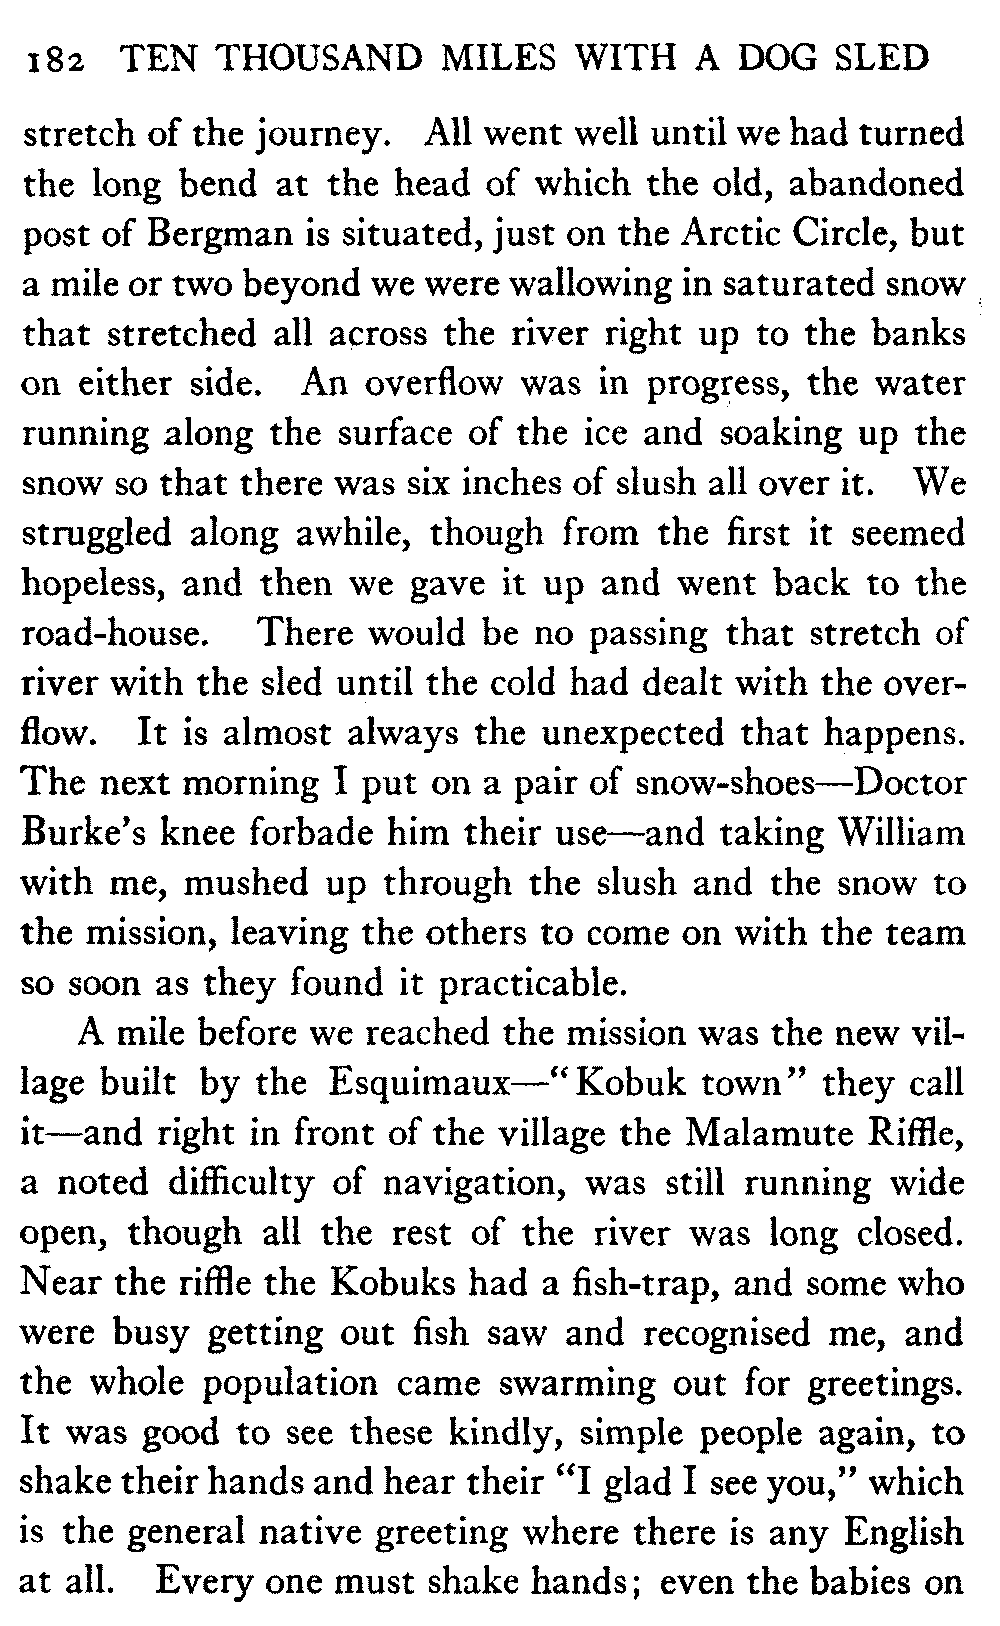 182 TEN THOUSAND MILES WITH A DOG SLED
stretch of the journey. All went well until we had turned
the long bend at the head of which the old, abandoned
post of Bergman is situated, just on the Arctic Circle, but
a mile or two beyond we were wallowing in saturated snow
that stretched all across the river right up to the banks
on either side. An overflow was in progress, the water
running along the surface of the ice and soaking up the
snow so that there was six inches of slush all over it. We
struggled along awhile, though from the first it seemed
hopeless, and then we gave it up and went back to the
road-house. There would be no passing that stretch of
river with the sled until the cold had dealt with the over-
flow. It is almost always the unexpected that happens.
The next morning I put on a pair of snow-shoes—Doctor
Burke's knee forbade him their use—and taking William
with me, mushed up through the slush and the snow to
the mission, leaving the others to come on with the team
so soon as they found it practicable.
A mile before we reached the mission was the new vil-
lage built by the Esquimaux—"Kobuk town" they call
it—and right in front of the village the Malamute Riffle,
a noted difficulty of navigation, was still running wide
open, though all the rest of the river was long closed.
Near the riffle the Kobuks had a fish-trap, and some who
were busy getting out fish saw and recognised me, and
the whole population came swarming out for greetings.
It was good to see these kindly, simple people again, to
shake their hands and hear their "I glad I see you," which
is the general native greeting where there is any English
at all. Every one must shake hands; even the babies on